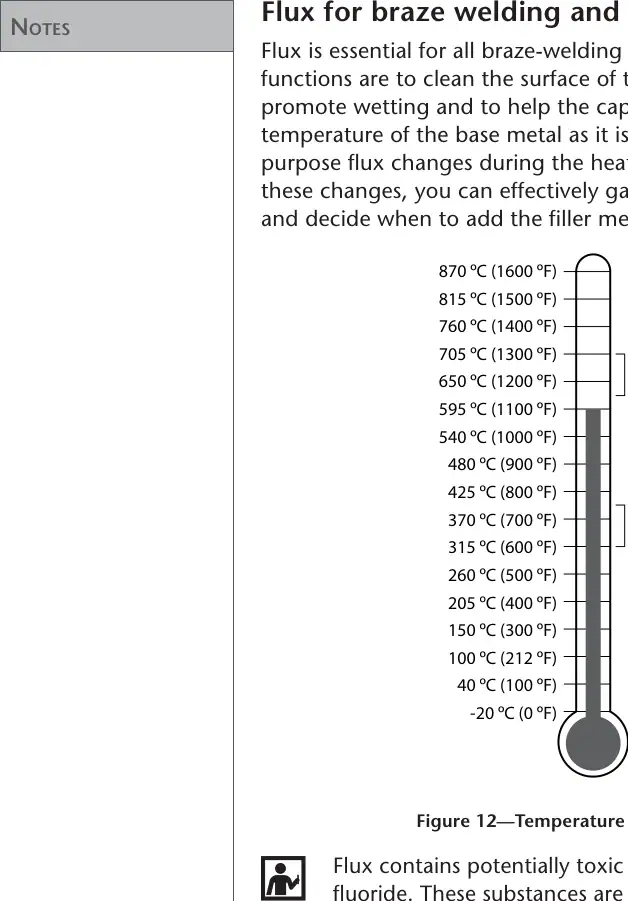 NOTES
Flux for braze welding and
Flux is essential for all braze-welding
functions are to clean the surface of
promote wetting and to help the
temperature of the base metal as it is
purpose flux changes during the
these changes, you can effectively
and decide when to add the filler
870 ºC (1600 ºF)
815 ºC (1500 ºF)
760 ºC (1400 ºF)
705 ºC (1300 ºF)
650 ºC (1200 ºF)
595 ºC (1100 ºF)
540 ºC (1000 ºF)
480 ºC (900 ºF)
425 ºC (800 ºF)
370 ºC (700 ºF)
315 ºC (600 ºF)
260 ºC (500 ºF)
205 ºC (400 ºF)
150 ºC (300 ºF)
100 ºC (212 ºF)
40 ºC (100 ºF)
-20 ºC (0 ºF)
Figure 12—Temperature
Flux contains potentially toxic
fluoride. These substances are